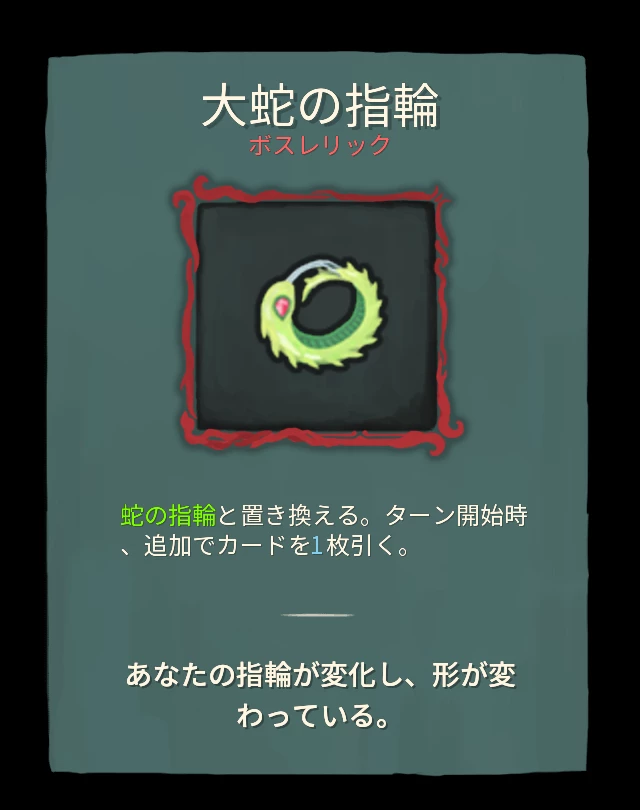 大蛇の指輪
ボスレリック
蛇の指輪と置き換える。ターン開始時
、追加でカードを1枚引く。
あなたの指輪が変化し、形が変
わっている。